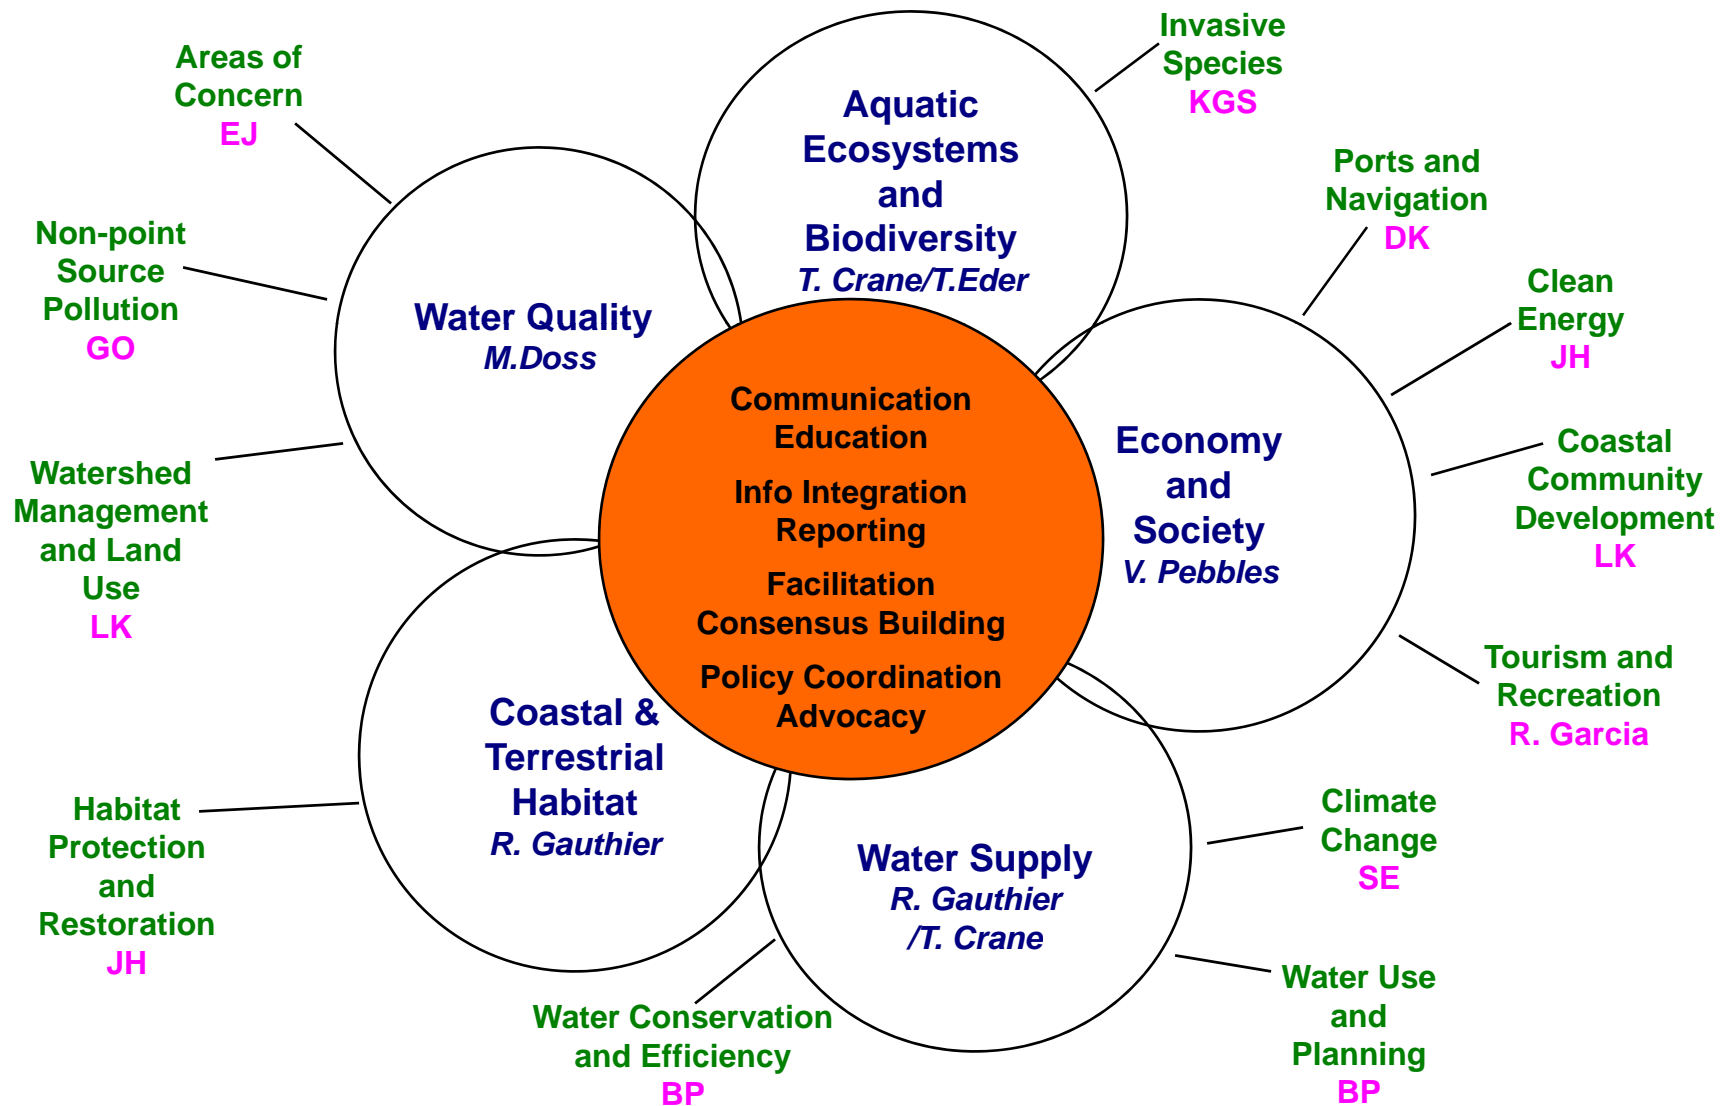 Areas of
Concern
EJ
Non-point
Source
Pollution
GO
Watershed
Management
and Land
Use
LK
Habitat
Protection
and
Restoration
JH
Water Quality
M.Doss
Aquatic
Ecosystems
and
Biodiversity
T. Crane/T.Eder
Invasive
Species
KGS
Communication
Education
Info Integration
Reporting
Facilitation
Consensus Building
Policy Coordination
Advocacy
Economy
and
Society
V. Pebbles
Ports and
Navigation
DK
Clean
Energy
JH
Coastal
Community
Development
LK
Tourism and
Recreation
R. Garcia
Coastal &
Terrestrial
Habitat
R. Gauthier
Water Supply
R. Gauthier
/T. Crane
Climate
Change
SE
Water Use
and
Planning
BP
Water Conservation
and Efficiency
BP